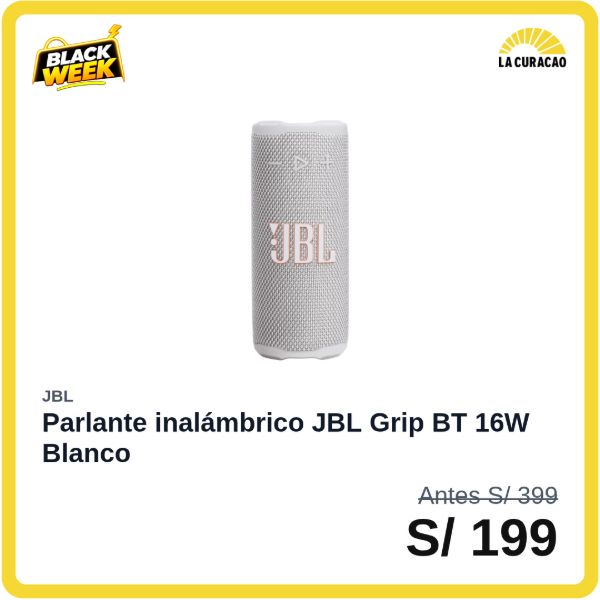 BLACK
WEEK
LA CURACAO
JBL
JBL
Parlante inalámbrico JBL Grip BT 16W
Blanco
Antes S/ 399
S/ 199